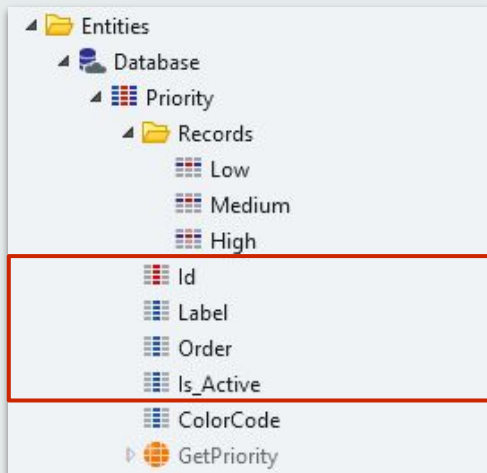 Entities
Database
Priority
Records
Low
Medium
High
Id
Label
Order
Is_Active
ColorCode
GetPriority